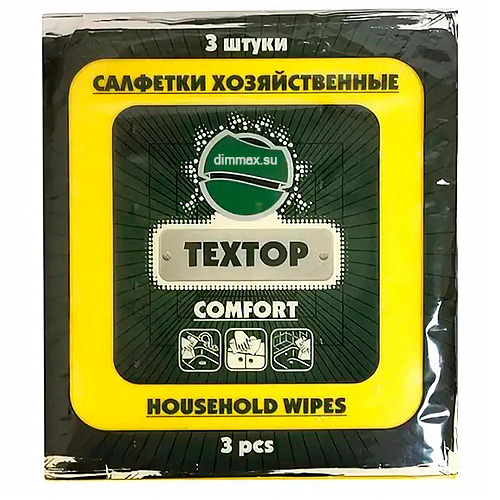 3 штуки
САЛФЕТКИ ХОЗЯЙСТВЕННЫЕ
dimmax.su
TEXTOP
COMFORT
HOUSEHOLD WIPES
3 pcs